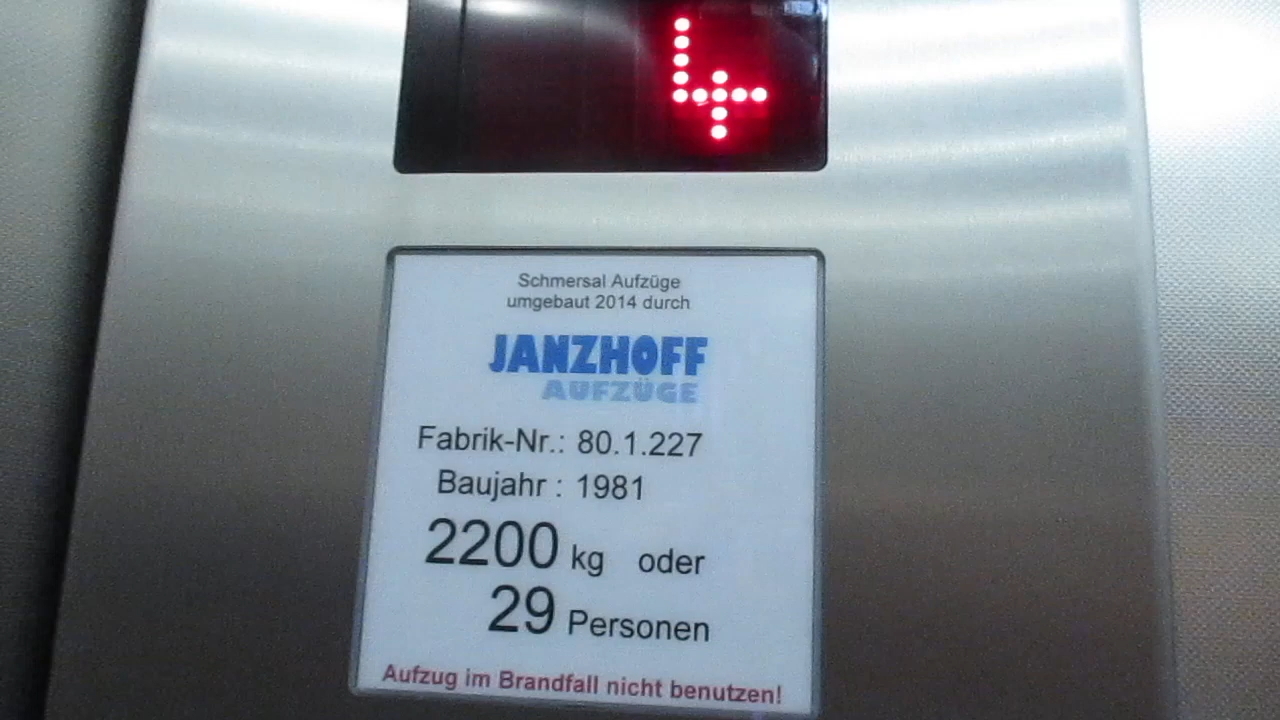 4
Schmersal Aufzüge
umgebaut 2014 durch
JANZHOFF
AUFZÜGE
Fabrik-Nr.: 80.1.227
Baujahr : 1981
2200 kg oder
29 Personen
Aufzug im Brandfall nicht benutzen!